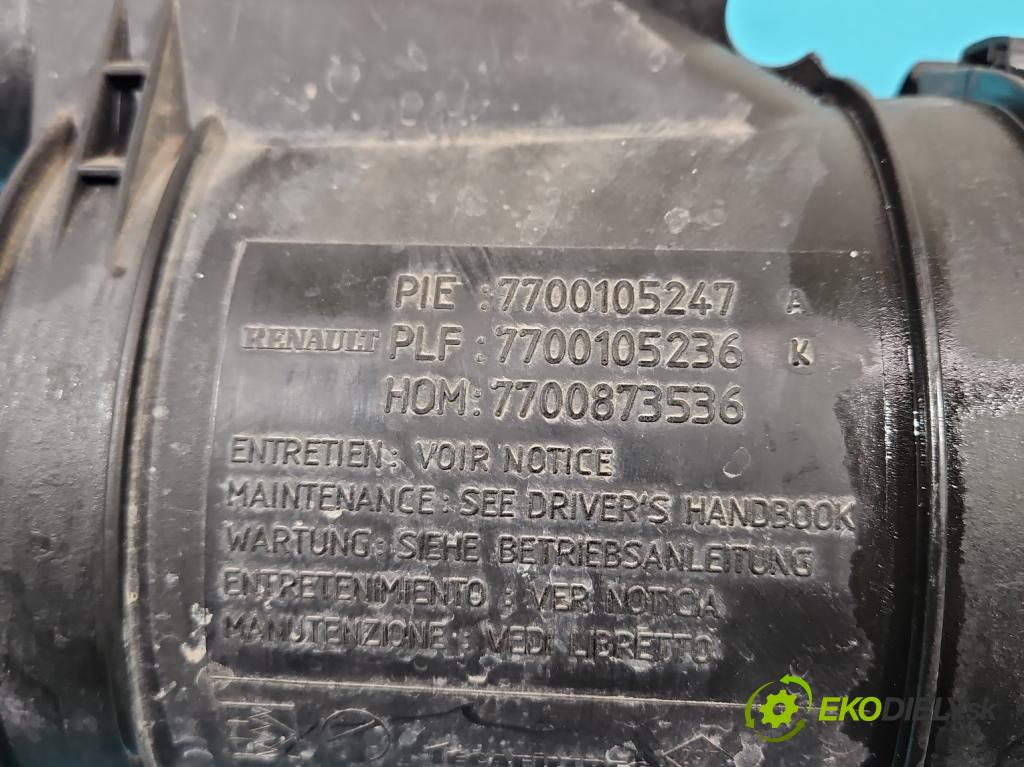 PIE : 7700105247 A
RENAULT PLF : 7700105236 K
HOM : 7700873536
ENTRETIEN : VOIR NOTICE
MAINTENANCE : SEE DRIVER'S HANDBOOK
WARTUNG : SIEHE BETRIEBSANLEITUNG
ENTRETENIMIENTO : VER NOTICIA
MANUTENZIONE : VEDI LIBRETTO
EKODIELY.sk